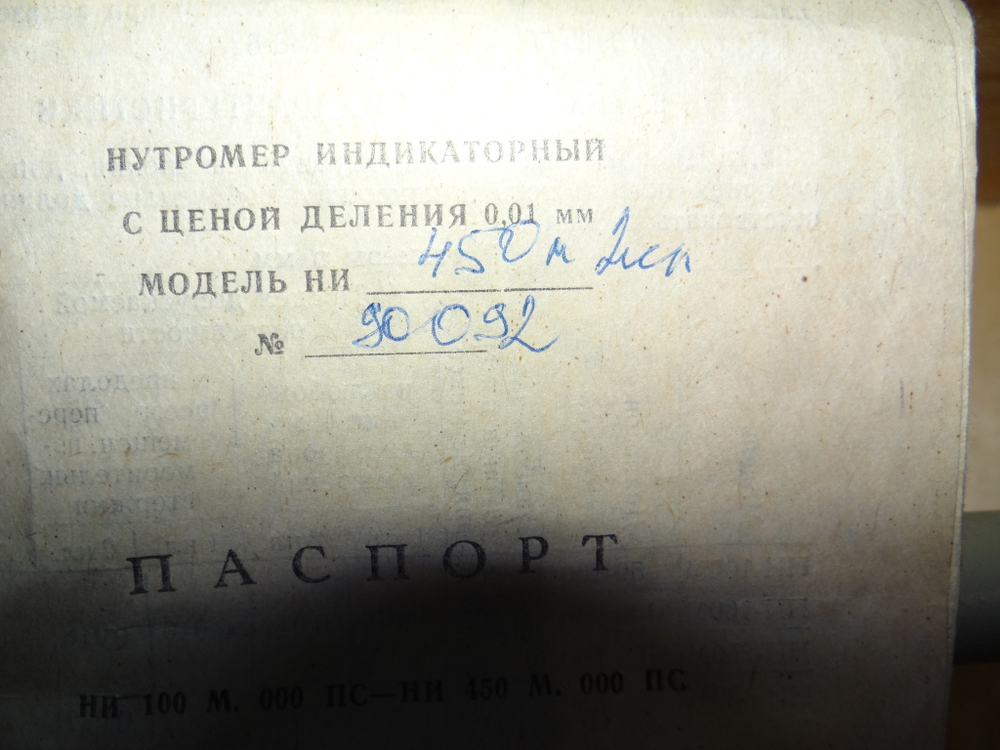 НУТРОМЕР ИНДИКАТОРНЫЙ
С ЦЕНОЙ ДЕЛЕНИЯ 0,01 мм
МОДЕЛЬ НИ 450м
№ 90092
ПАСПОРТ
НИ 100 М. 000 ПС—НИ 450 М. 000 ПС